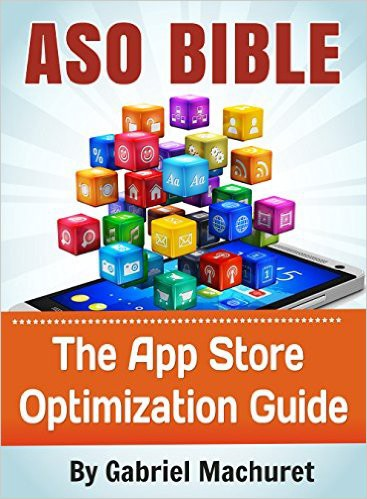 ASO BIBLE
The App Store
Optimization Guide
By Gabriel Machuret